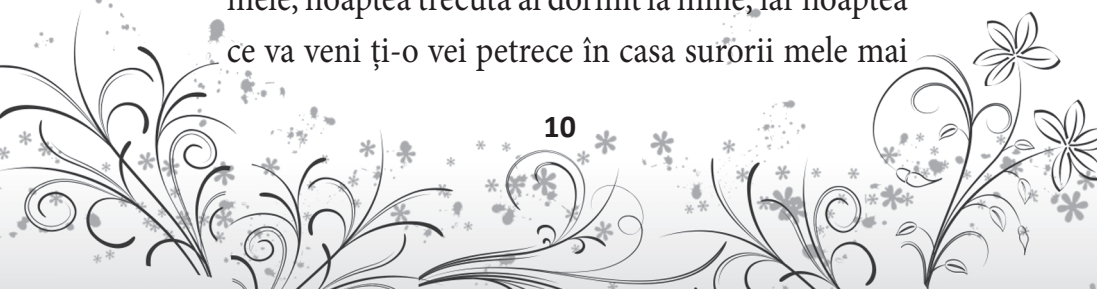 mele, noaptea trecută ai dormit la mine, iar noaptea
ce va veni ți-o vei petrece în casa surorii mele mai
10